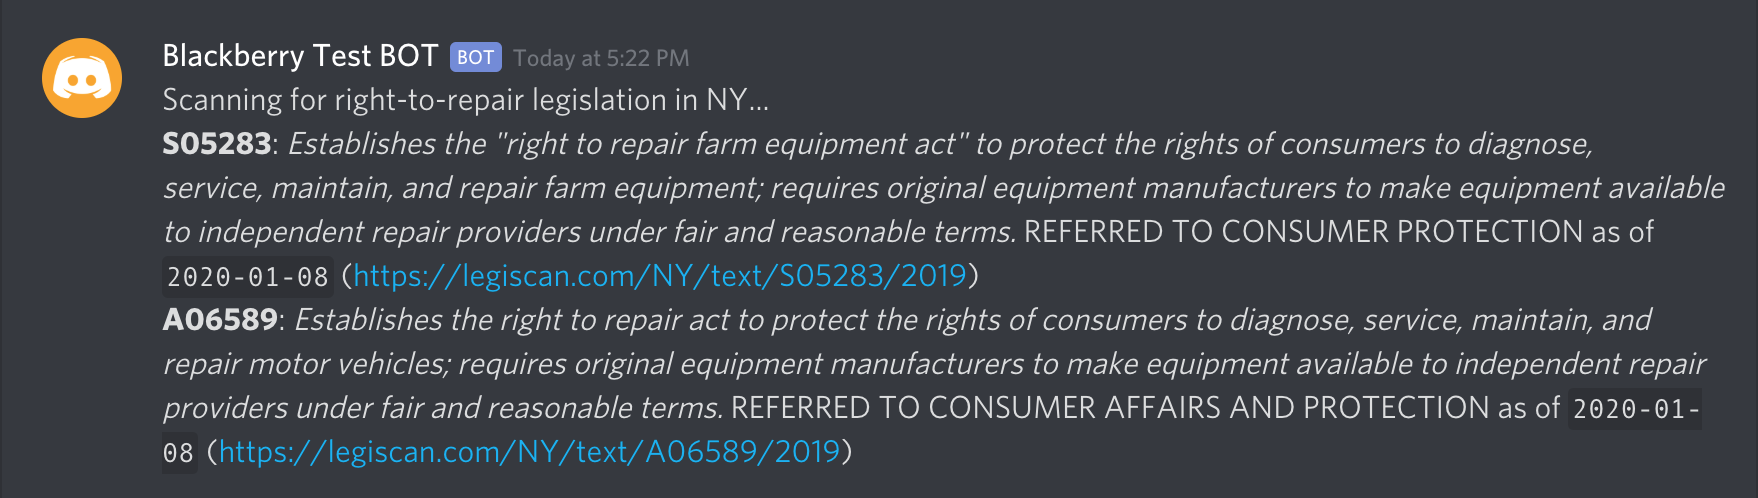 Blackberry Test BOT BOT Today at 5:22 PM
Scanning for right-to-repair legislation in NY...
S05283: Establishes the "right to repair farm equipment act" to protect the rights of consumers to diagnose,
service, maintain, and repair farm equipment; requires original equipment manufacturers to make equipment available
to independent repair providers under fair and reasonable terms. REFERRED TO CONSUMER PROTECTION as of
2020-01-08 (https://legiscan.com/NY/text/S05283/2019)
A06589: Establishes the right to repair act to protect the rights of consumers to diagnose, service, maintain, and
repair motor vehicles; requires original equipment manufacturers to make equipment available to independent repair
providers under fair and reasonable terms. REFERRED TO CONSUMER AFFAIRS AND PROTECTION as of 2020-01-
08 (https://legiscan.com/NY/text/A06589/2019)